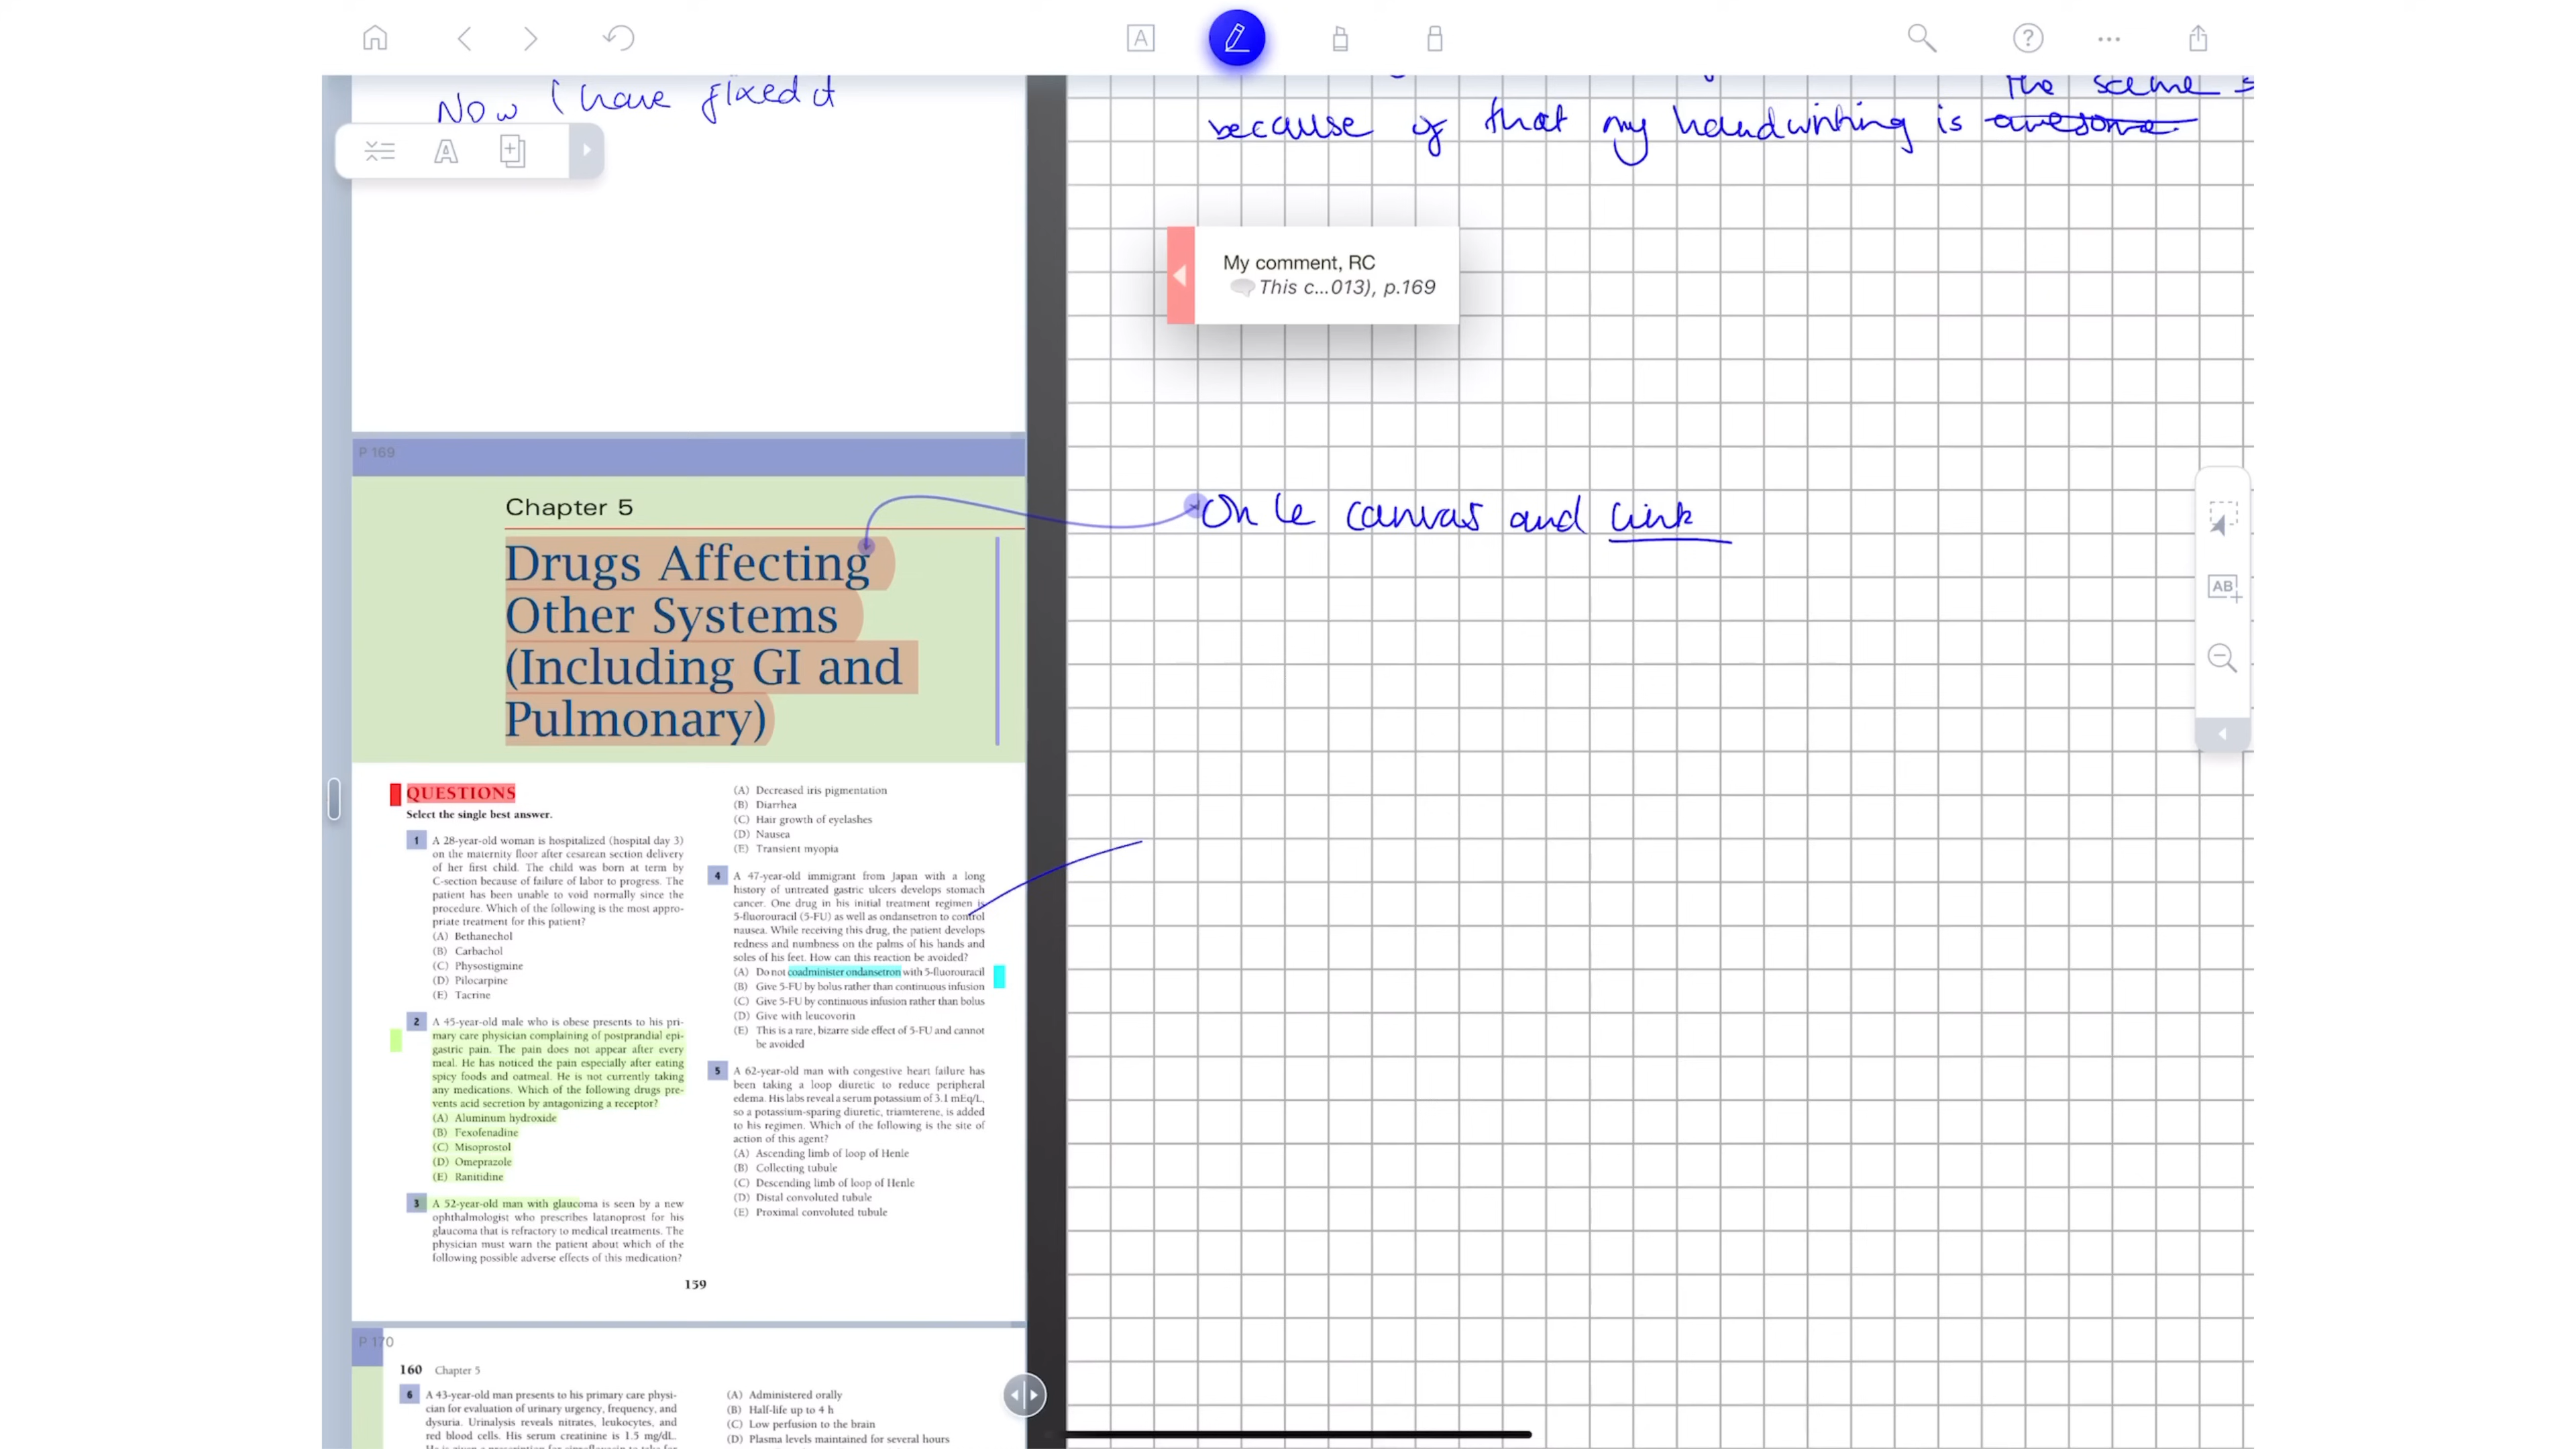 A
Now I have fixed it
A
P 169
Chapter 5
Drugs Affecting
Other Systems
(Including GI and
Pulmonary)
QUESTIONS
Select the single best answer.
1 A 28-year-old woman is hospitalized (hospital day 3)
on the maternity floor after cesarean section delivery
of her first child. The child was born at term by
C-section because of failure of labor to progress. The
patient has been unable to void normally since the
procedure. Which of the following is the most appro-
priate treatment for this patient?
(A) Bethanechol
(B) Carbachol
(C) Physostigmine
(D) Pilocarpine
(E) Tacrine
2 A 45-year-old male who is obese presents to his pri-
mary care physician complaining of postprandial epi-
gastric pain. The pain does not appear after every
meal. He has noticed the pain especially after eating
spicy foods and oatmeal. He is not currently taking
any medications. Which of the following drugs pre-
vents acid secretion by antagonizing a receptor?
(A) Aluminum hydroxide
(B) Fexofenadine
(C) Misoprostol
(D) Omeprazole
(E) Ranitidine
3 A 52-year-old man with glaucoma is seen by a new
ophthalmologist who prescribes latanoprost for his
glaucoma that is refractory to medical treatments. The
physician must warn the patient about which of the
following possible adverse effects of this medication?
(A) Decreased iris pigmentation
(B) Diarrhea
(C) Hair growth of eyelashes
(D) Nausea
(E) Transient myopia
4 A 47-year-old immigrant from Japan with a long
history of untreated gastric ulcers develops stomach
cancer. One drug in his initial treatment regimen is
5-fluorouracil (5-FU) as well as ondansetron to control
nausea. While receiving this drug, the patient develops
redness and numbness on the palms of his hands and
soles of his feet. How can this reaction be avoided?
(A) Do not coadminister ondansetron with 5-fluorouracil
(B) Give 5-FU by bolus rather than continuous infusion
(C) Give 5-FU by continuous infusion rather than bolus
(D) Give with leucovorin
(E) This is a rare, bizarre side effect of 5-FU and cannot
be avoided
5 A 62-year-old man with congestive heart failure has
been taking a loop diuretic to reduce peripheral
edema. His labs reveal a serum potassium of 3.1 mEq/L,
so a potassium-sparing diuretic, triamterene, is added
to his regimen. Which of the following is the site of
action of this agent?
(A) Ascending limb of loop of Henle
(B) Collecting tubule
(C) Descending limb of loop of Henle
(D) Distal convoluted tubule
(E) Proximal convoluted tubule
159
P 170
160 Chapter 5
6 A 43-year-old man presents to his primary care physi-
cian for evaluation of urinary urgency, frequency, and
dysuria. Urinalysis reveals nitrates, leukocytes, and
red blood cells. His serum creatinine is 1.5 mg/dL.
(A) Administered orally
(B) Half-life up to 4 h
(C) Low perfusion to the brain
(D) Plasma levels maintained for several hours
the same
because of that my handwriting is awesome
My comment, RC
This c...013), p.169
On le canvas and link
AB